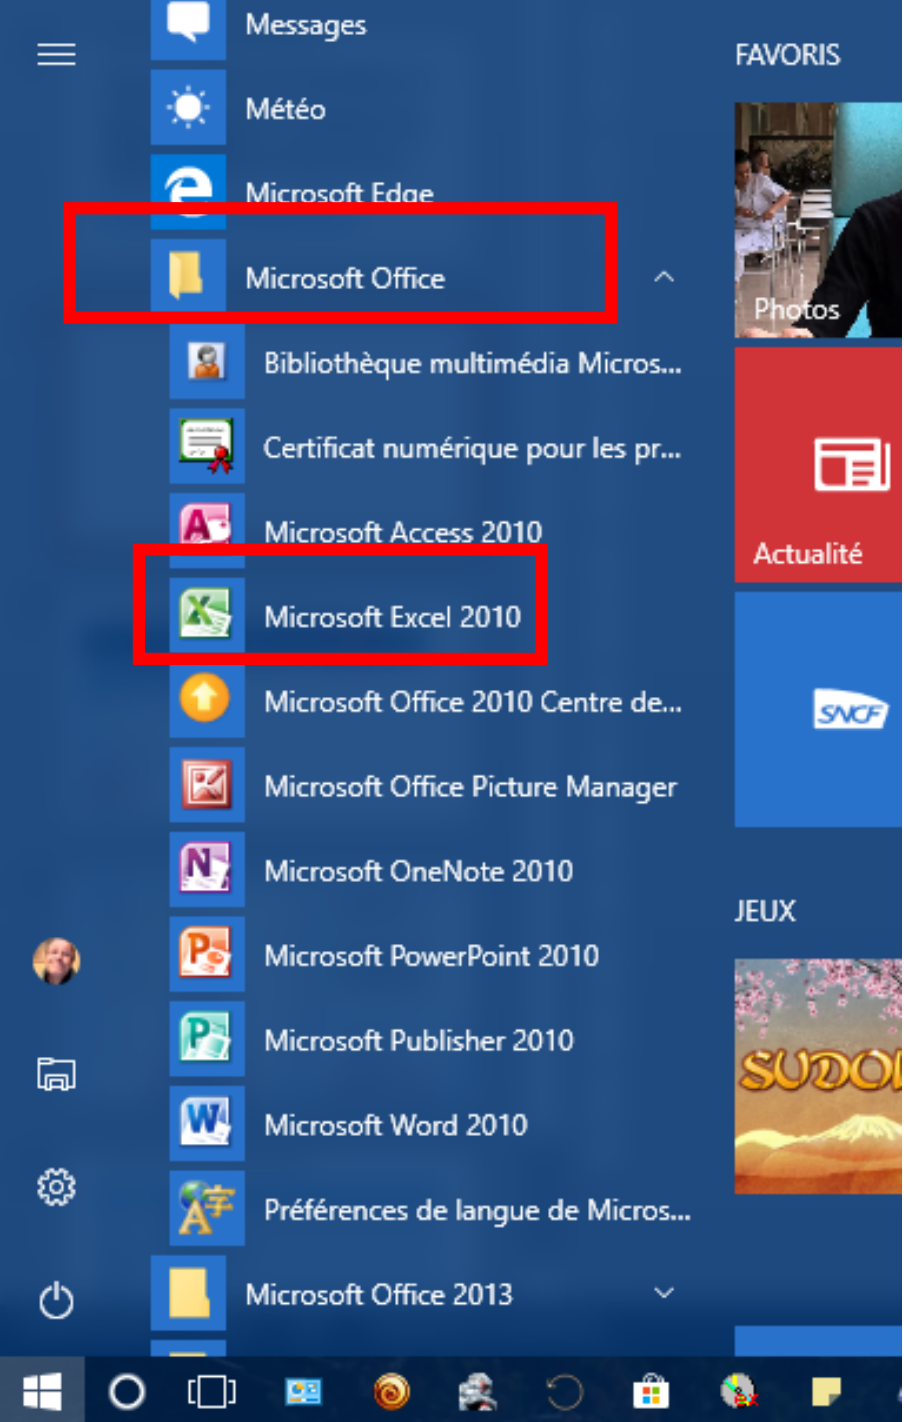 Messages
Météo
Microsoft Edge
Microsoft Office
Bibliothèque multimédia Micros...
Certificat numérique pour les pr...
Microsoft Access 2010
Microsoft Excel 2010
Microsoft Office 2010 Centre de...
Microsoft Office Picture Manager
Microsoft OneNote 2010
Microsoft PowerPoint 2010
Microsoft Publisher 2010
Microsoft Word 2010
Préférences de langue de Micros...
Microsoft Office 2013
FAVORIS
Photos
Actualité
SNCF
JEUX
SUDO